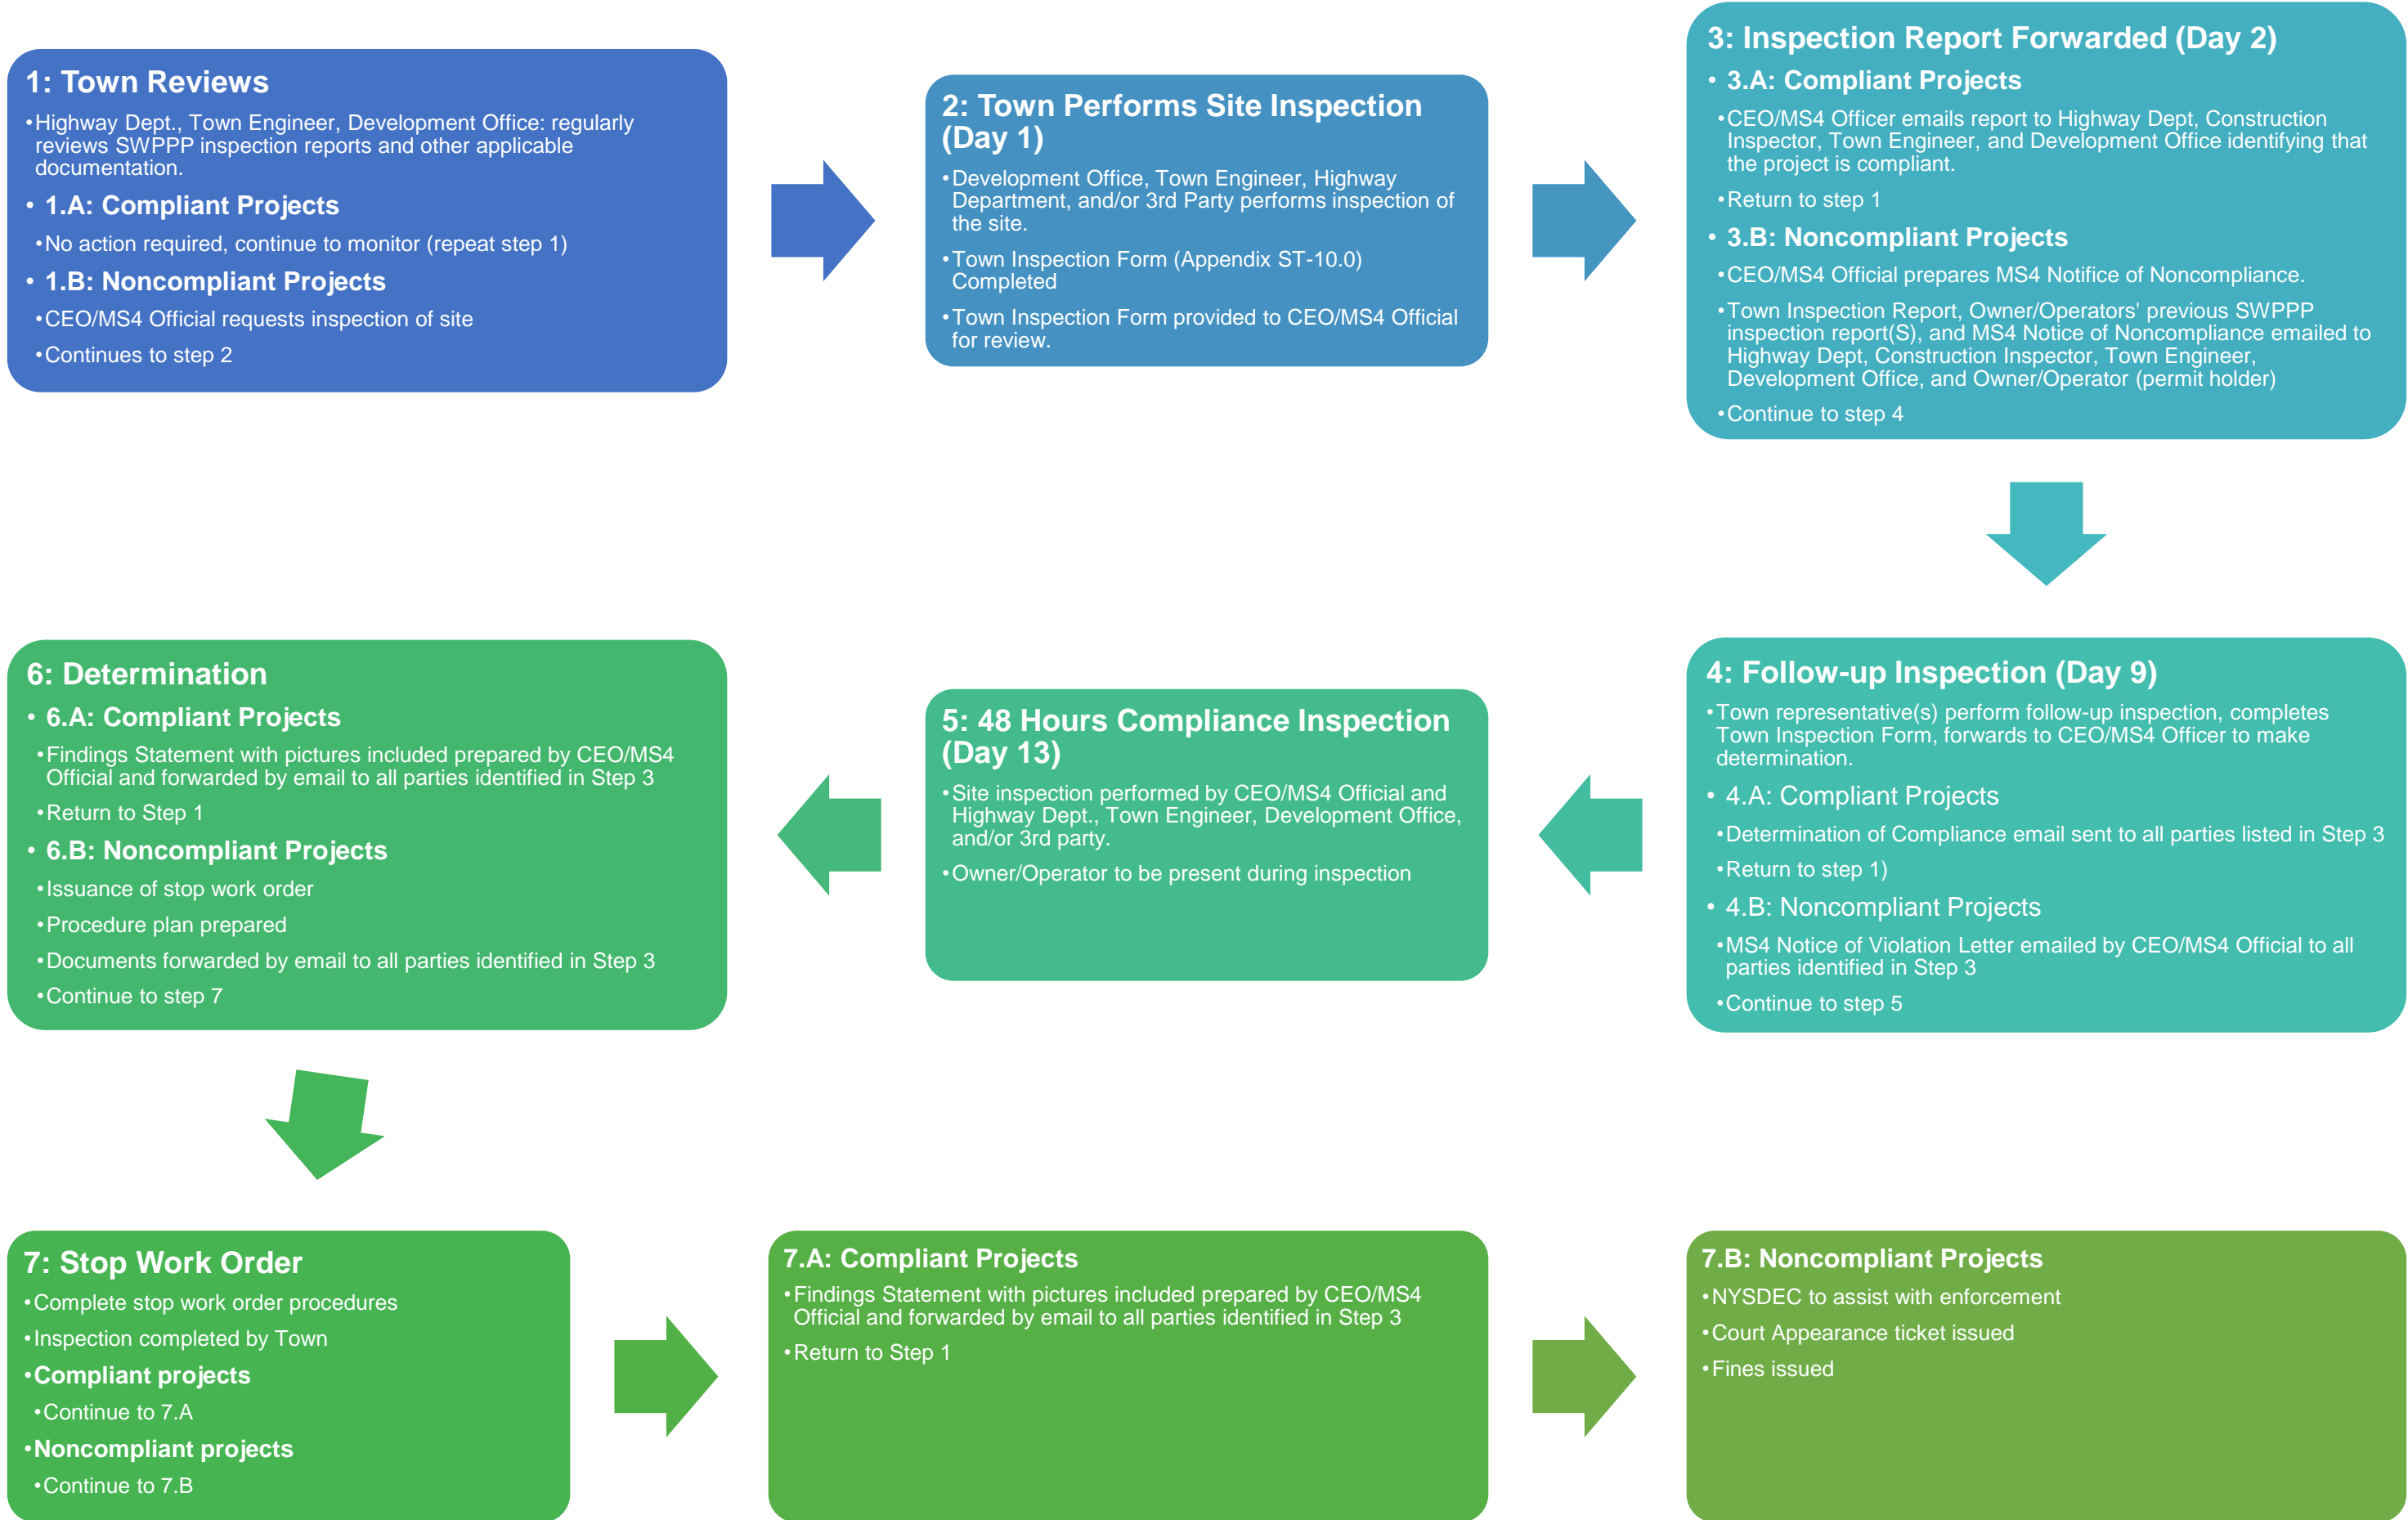 1: Town Reviews
•Highway Dept., Town Engineer, Development Office: regularly
reviews SWPPP inspection reports and other applicable
documentation.
• 1.A: Compliant Projects
•No action required, continue to monitor (repeat step 1)
• 1.B: Noncompliant Projects
•CEO/MS4 Official requests inspection of site
•Continues to step 2
2: Town Performs Site Inspection
(Day 1)
•Development Office, Town Engineer, Highway
Department, and/or 3rd Party performs inspection of
the site.
•Town Inspection Form (Appendix ST-10.0)
Completed
•Town Inspection Form provided to CEO/MS4 Official
for review.
3: Inspection Report Forwarded (Day 2)
• 3.A: Compliant Projects
•CEO/MS4 Officer emails report to Highway Dept, Construction
Inspector, Town Engineer, and Development Office identifying that
the project is compliant.
•Return to step 1
• 3.B: Noncompliant Projects
•CEO/MS4 Official prepares MS4 Notifice of Noncompliance.
•Town Inspection Report, Owner/Operators' previous SWPPP
inspection report(S), and MS4 Notice of Noncompliance emailed to
Highway Dept, Construction Inspector, Town Engineer,
Development Office, and Owner/Operator (permit holder)
•Continue to step 4
4: Follow-up Inspection (Day 9)
•Town representative(s) perform follow-up inspection, completes
Town Inspection Form, forwards to CEO/MS4 Officer to make
determination.
• 4.A: Compliant Projects
•Determination of Compliance email sent to all parties listed in Step 3
•Return to step 1)
• 4.B: Noncompliant Projects
•MS4 Notice of Violation Letter emailed by CEO/MS4 Official to all
parties identified in Step 3
•Continue to step 5
5: 48 Hours Compliance Inspection
(Day 13)
•Site inspection performed by CEO/MS4 Official and
Highway Dept., Town Engineer, Development Office,
and/or 3rd party.
•Owner/Operator to be present during inspection
6: Determination
• 6.A: Compliant Projects
•Findings Statement with pictures included prepared by CEO/MS4
Official and forwarded by email to all parties identified in Step 3
•Return to Step 1
• 6.B: Noncompliant Projects
•Issuance of stop work order
•Procedure plan prepared
•Documents forwarded by email to all parties identified in Step 3
•Continue to step 7
7: Stop Work Order
•Complete stop work order procedures
•Inspection completed by Town
•Compliant projects
•Continue to 7.A
•Noncompliant projects
•Continue to 7.B
7.A: Compliant Projects
•Findings Statement with pictures included prepared by CEO/MS4
Official and forwarded by email to all parties identified in Step 3
•Return to Step 1
7.B: Noncompliant Projects
•NYSDEC to assist with enforcement
•Court Appearance ticket issued
•Fines issued